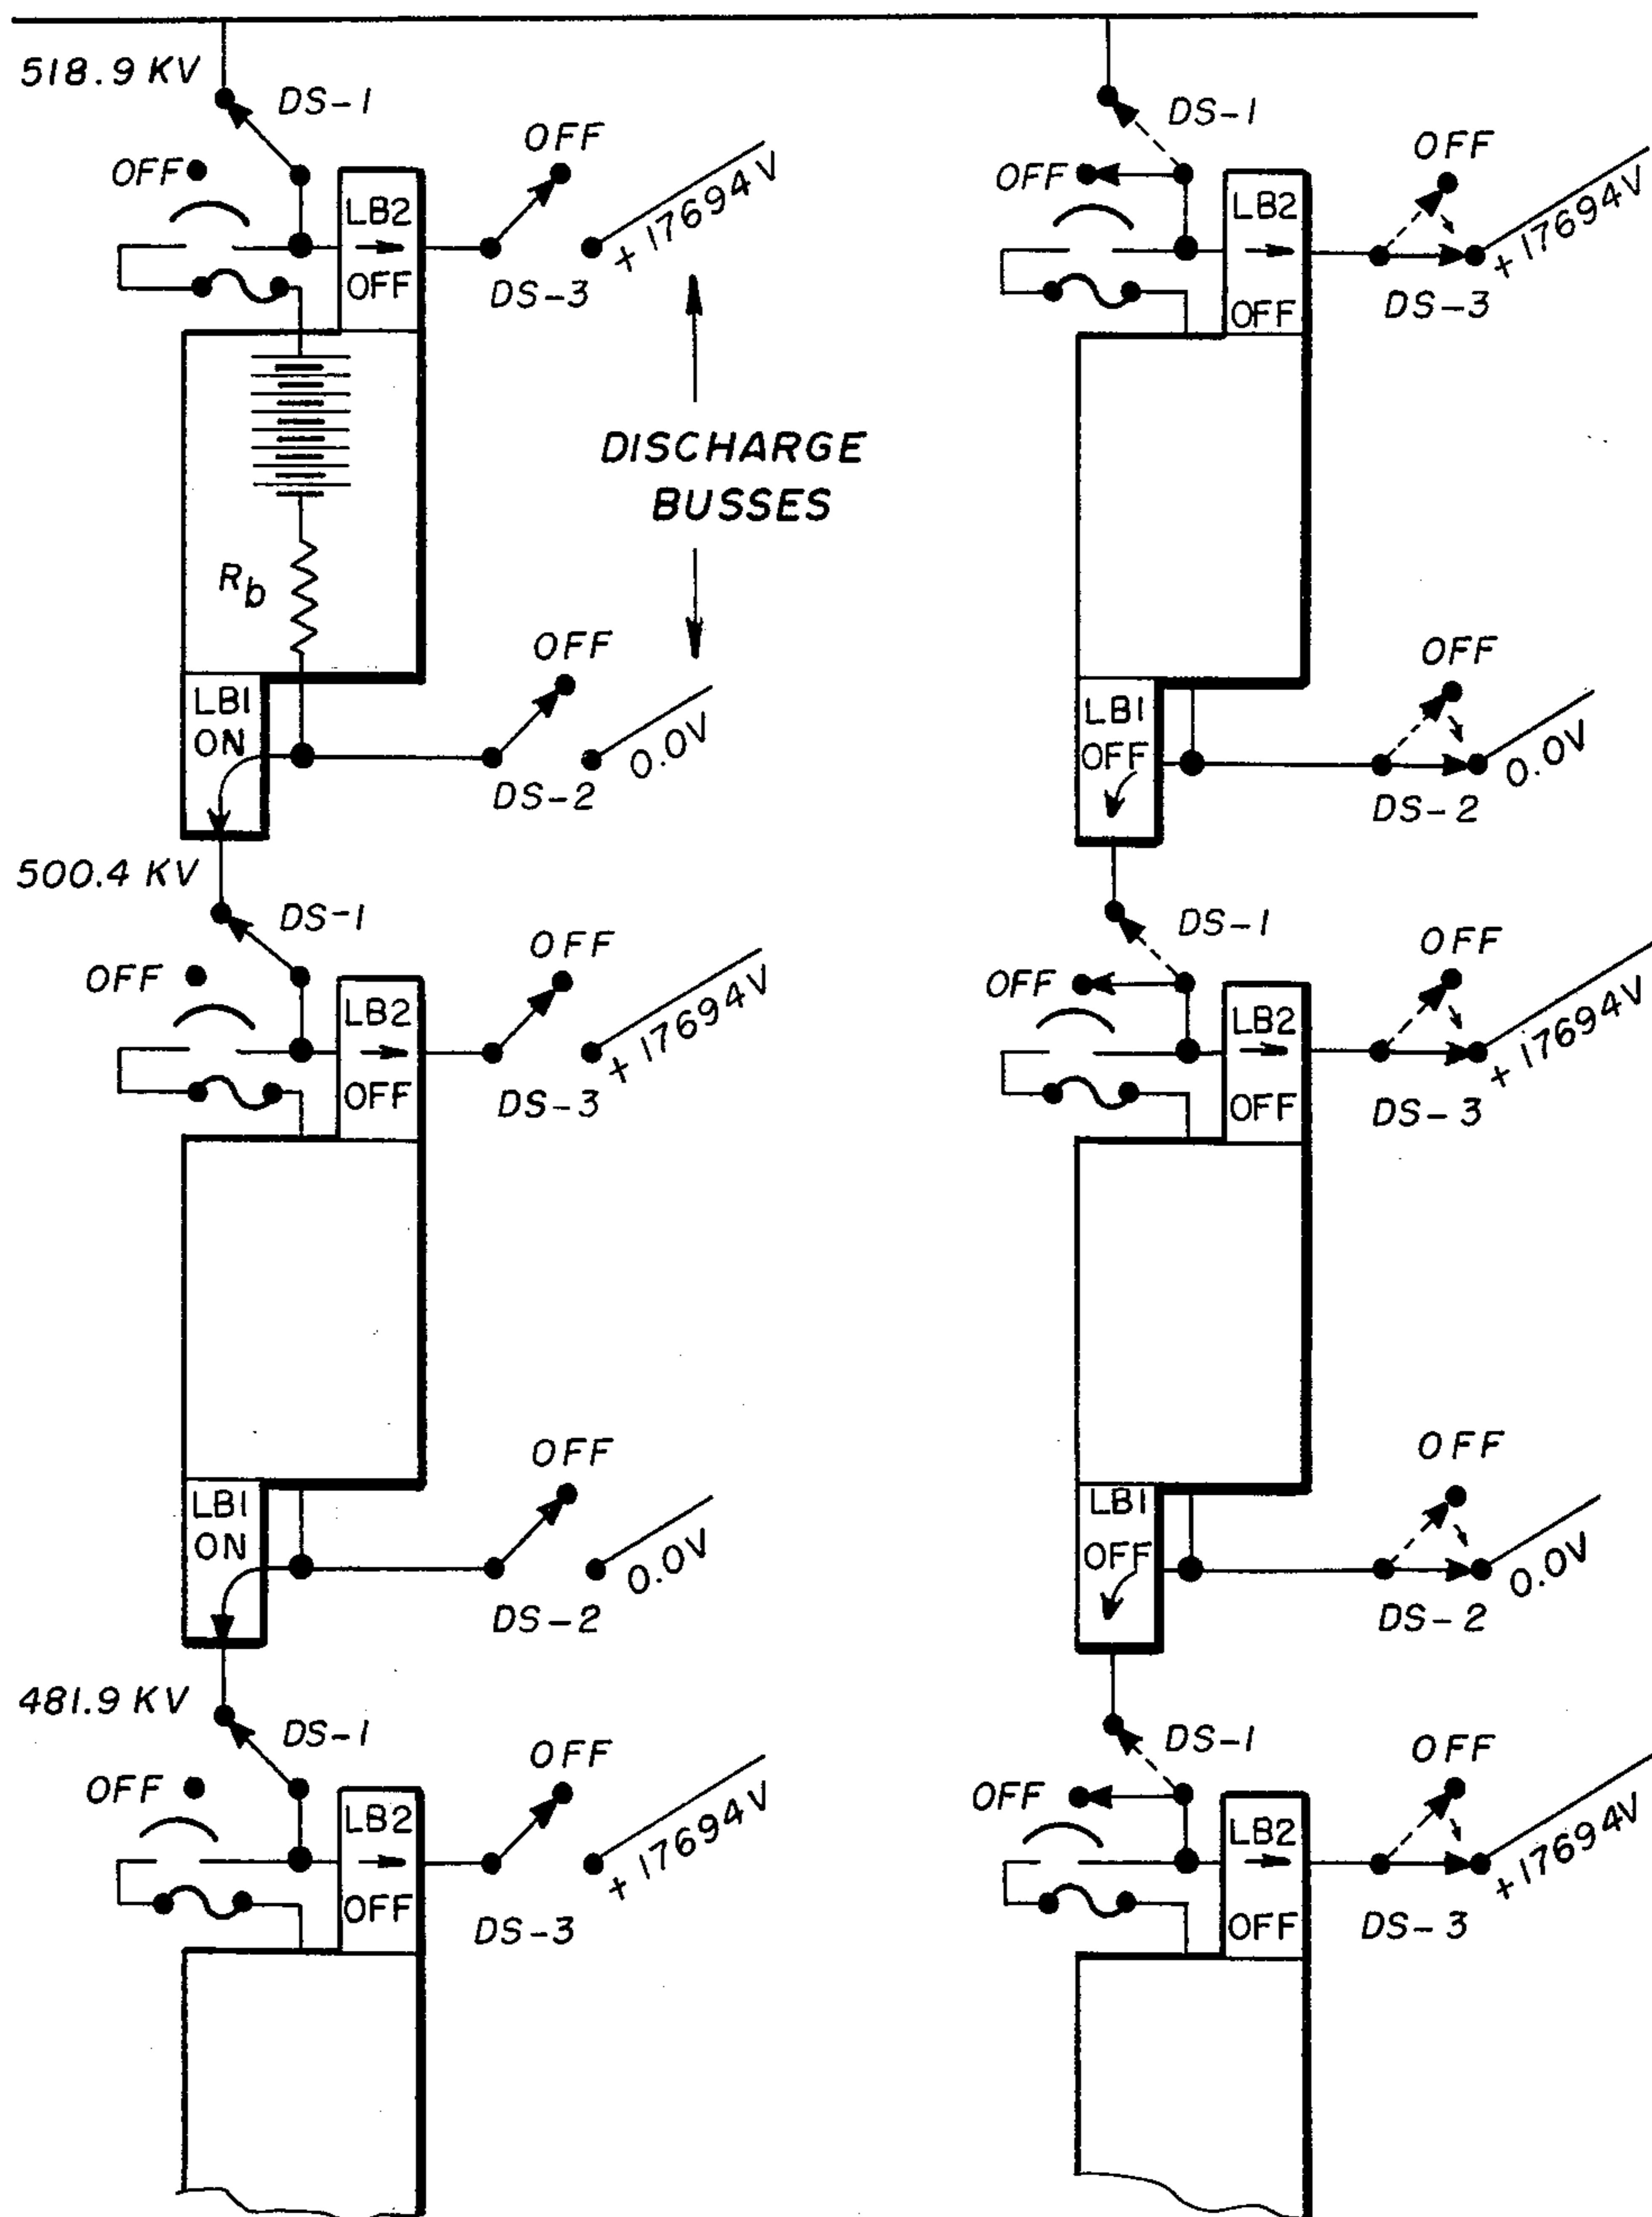 518.9 KV
DS-1
OFF
LB2
OFF
OFF
DS-3
+17694V
DISCHARGE
BUSSES
Rb
LB1
ON
OFF
DS-2
0.0V
500.4 KV
DS-1
OFF
LB2
OFF
OFF
DS-3
+17694V
LB1
ON
OFF
DS-2
0.0V
481.9 KV
DS-1
OFF
LB2
OFF
OFF
DS-3
+17694V
DS-1
OFF
LB2
OFF
OFF
DS-3
+17694V
LB1
OFF
OFF
DS-2
0.0V
DS-1
OFF
LB2
OFF
OFF
DS-3
+17694V
LB1
OFF
OFF
DS-2
0.0V
DS-1
OFF
LB2
OFF
OFF
DS-3
+17694V